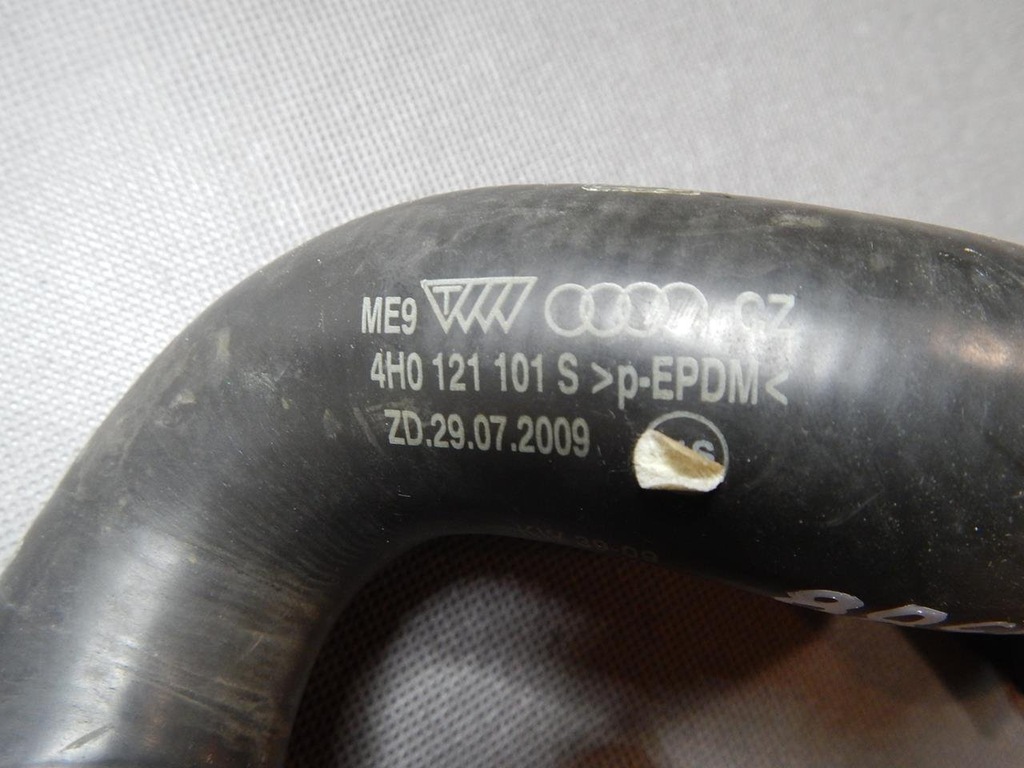 ME9 CZ
4H0 121 101 S >p-EPDM<
ZD.29.07.2009